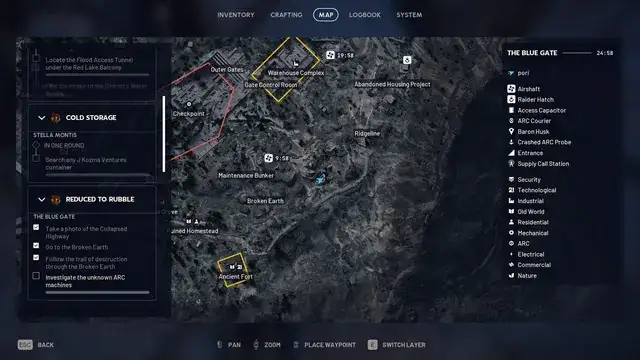 INVENTORY
CRAFTING
MAP
LOGBOOK
SYSTEM
Locate the Flood Access Tunnel
under the Red Lake Balcony
COLD STORAGE
STELLA MONTIS
IN ONE ROUND
Search any J Kozma Ventures
container
REDUCED TO RUBBLE
THE BLUE GATE
Take a photo of the Collapsed
Highway
Go to the Broken Earth
Follow the trail of destruction
through the Broken Earth
Investigate the unknown ARC
machines
19:58
Outer Gates
Warehouse Complex
Gate Control Room
Abandoned Housing Project
Checkpoint
Ridgeline
9:58
Maintenance Bunker
Broken Earth
uined Homestead
Ancient Fort
THE BLUE GATE
24:58
pori
Airshaft
Raider Hatch
Access Capacitor
ARC Courier
Baron Husk
Crashed ARC Probe
Entrance
Supply Call Station
Security
Technological
Industrial
Old World
Residential
Mechanical
ARC
Electrical
Commercial
Nature
ESC BACK
PAN
ZOOM
PLACE WAYPOINT
SWITCH LAYER